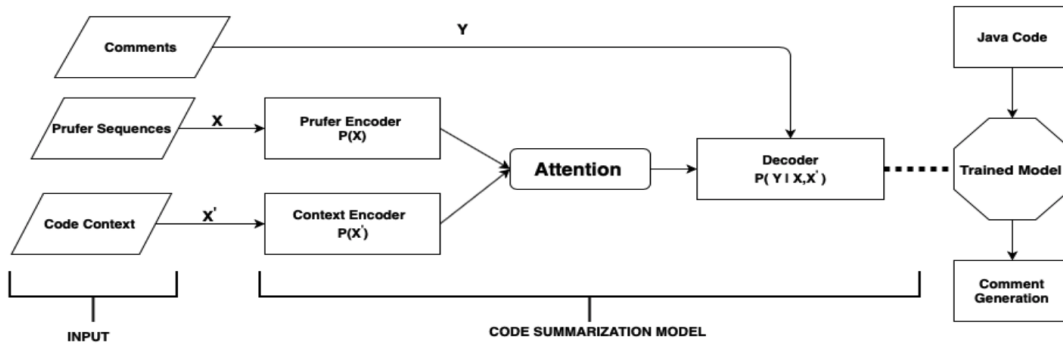 Comments
Y
Java Code
Prufer Sequences
X
Prufer Encoder
P(X)
Attention
Decoder
P( Y I X,X' )
Trained Model
Code Context
X'
Context Encoder
P(X')
Comment
Generation
INPUT
CODE SUMMARIZATION MODEL